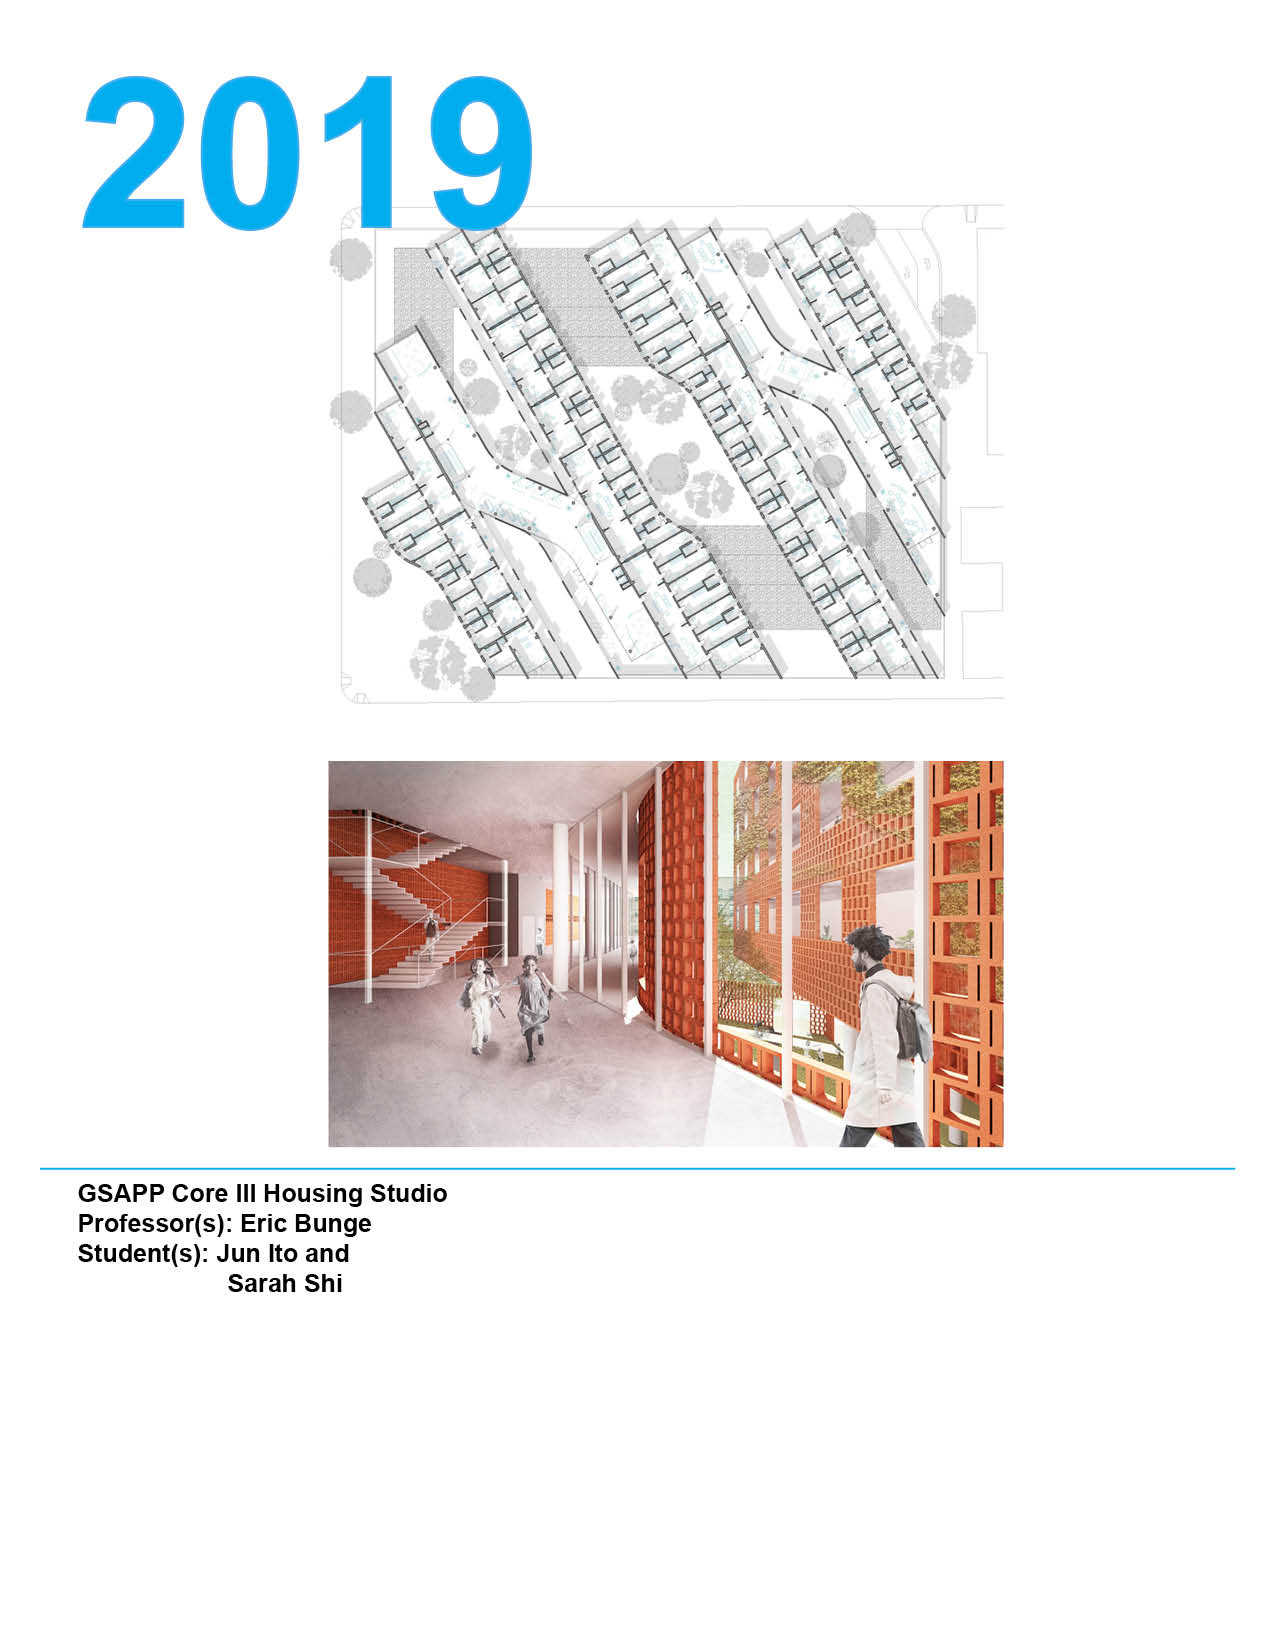 2019
GSAPP Core III Housing Studio
Professor(s): Eric Bunge
Student(s): Jun Ito and
Sarah Shi